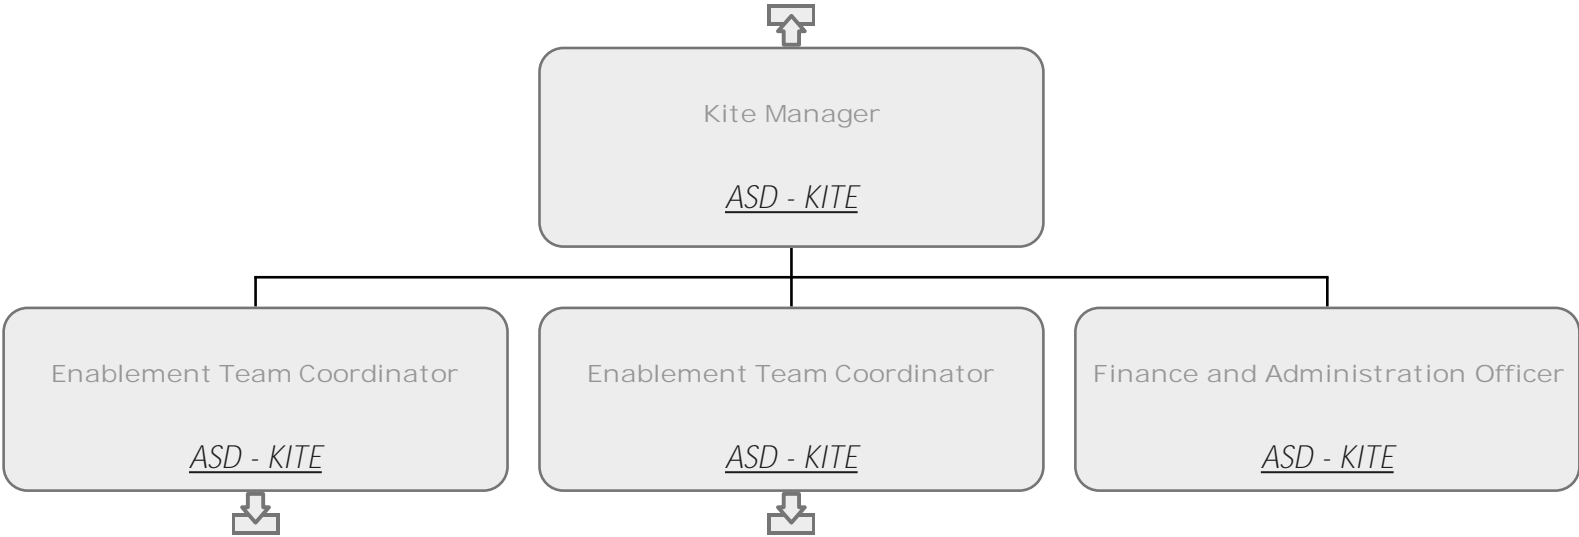 Kite Manager
ASD - KITE
Enablement Team Coordinator
ASD - KITE
Enablement Team Coordinator
ASD - KITE
Finance and Administration Officer
ASD - KITE